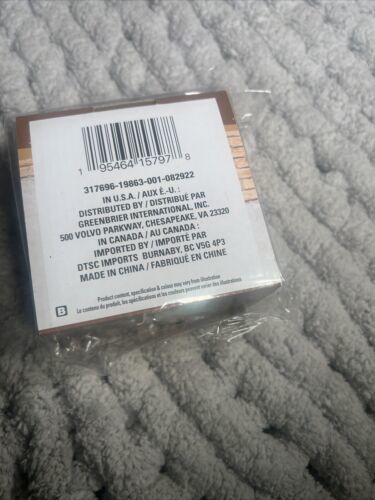 1 95464 15797 8
317696-19863-001-082922
IN U.S.A. / AUX É.-U. :
DISTRIBUTED BY / DISTRIBUÉ PAR
GREENBRIER INTERNATIONAL, INC.
500 VOLVO PARKWAY, CHESAPEAKE, VA 23320
IN CANADA / AU CANADA :
IMPORTED BY / IMPORTÉ PAR
DTSC IMPORTS BURNABY, BC V5G 4P3
MADE IN CHINA / FABRIQUÉ EN CHINE
Product content, specification & colour may vary from illustration
Le contenu du produit, les spécifications et les couleurs peuvent varier des illustrations
B